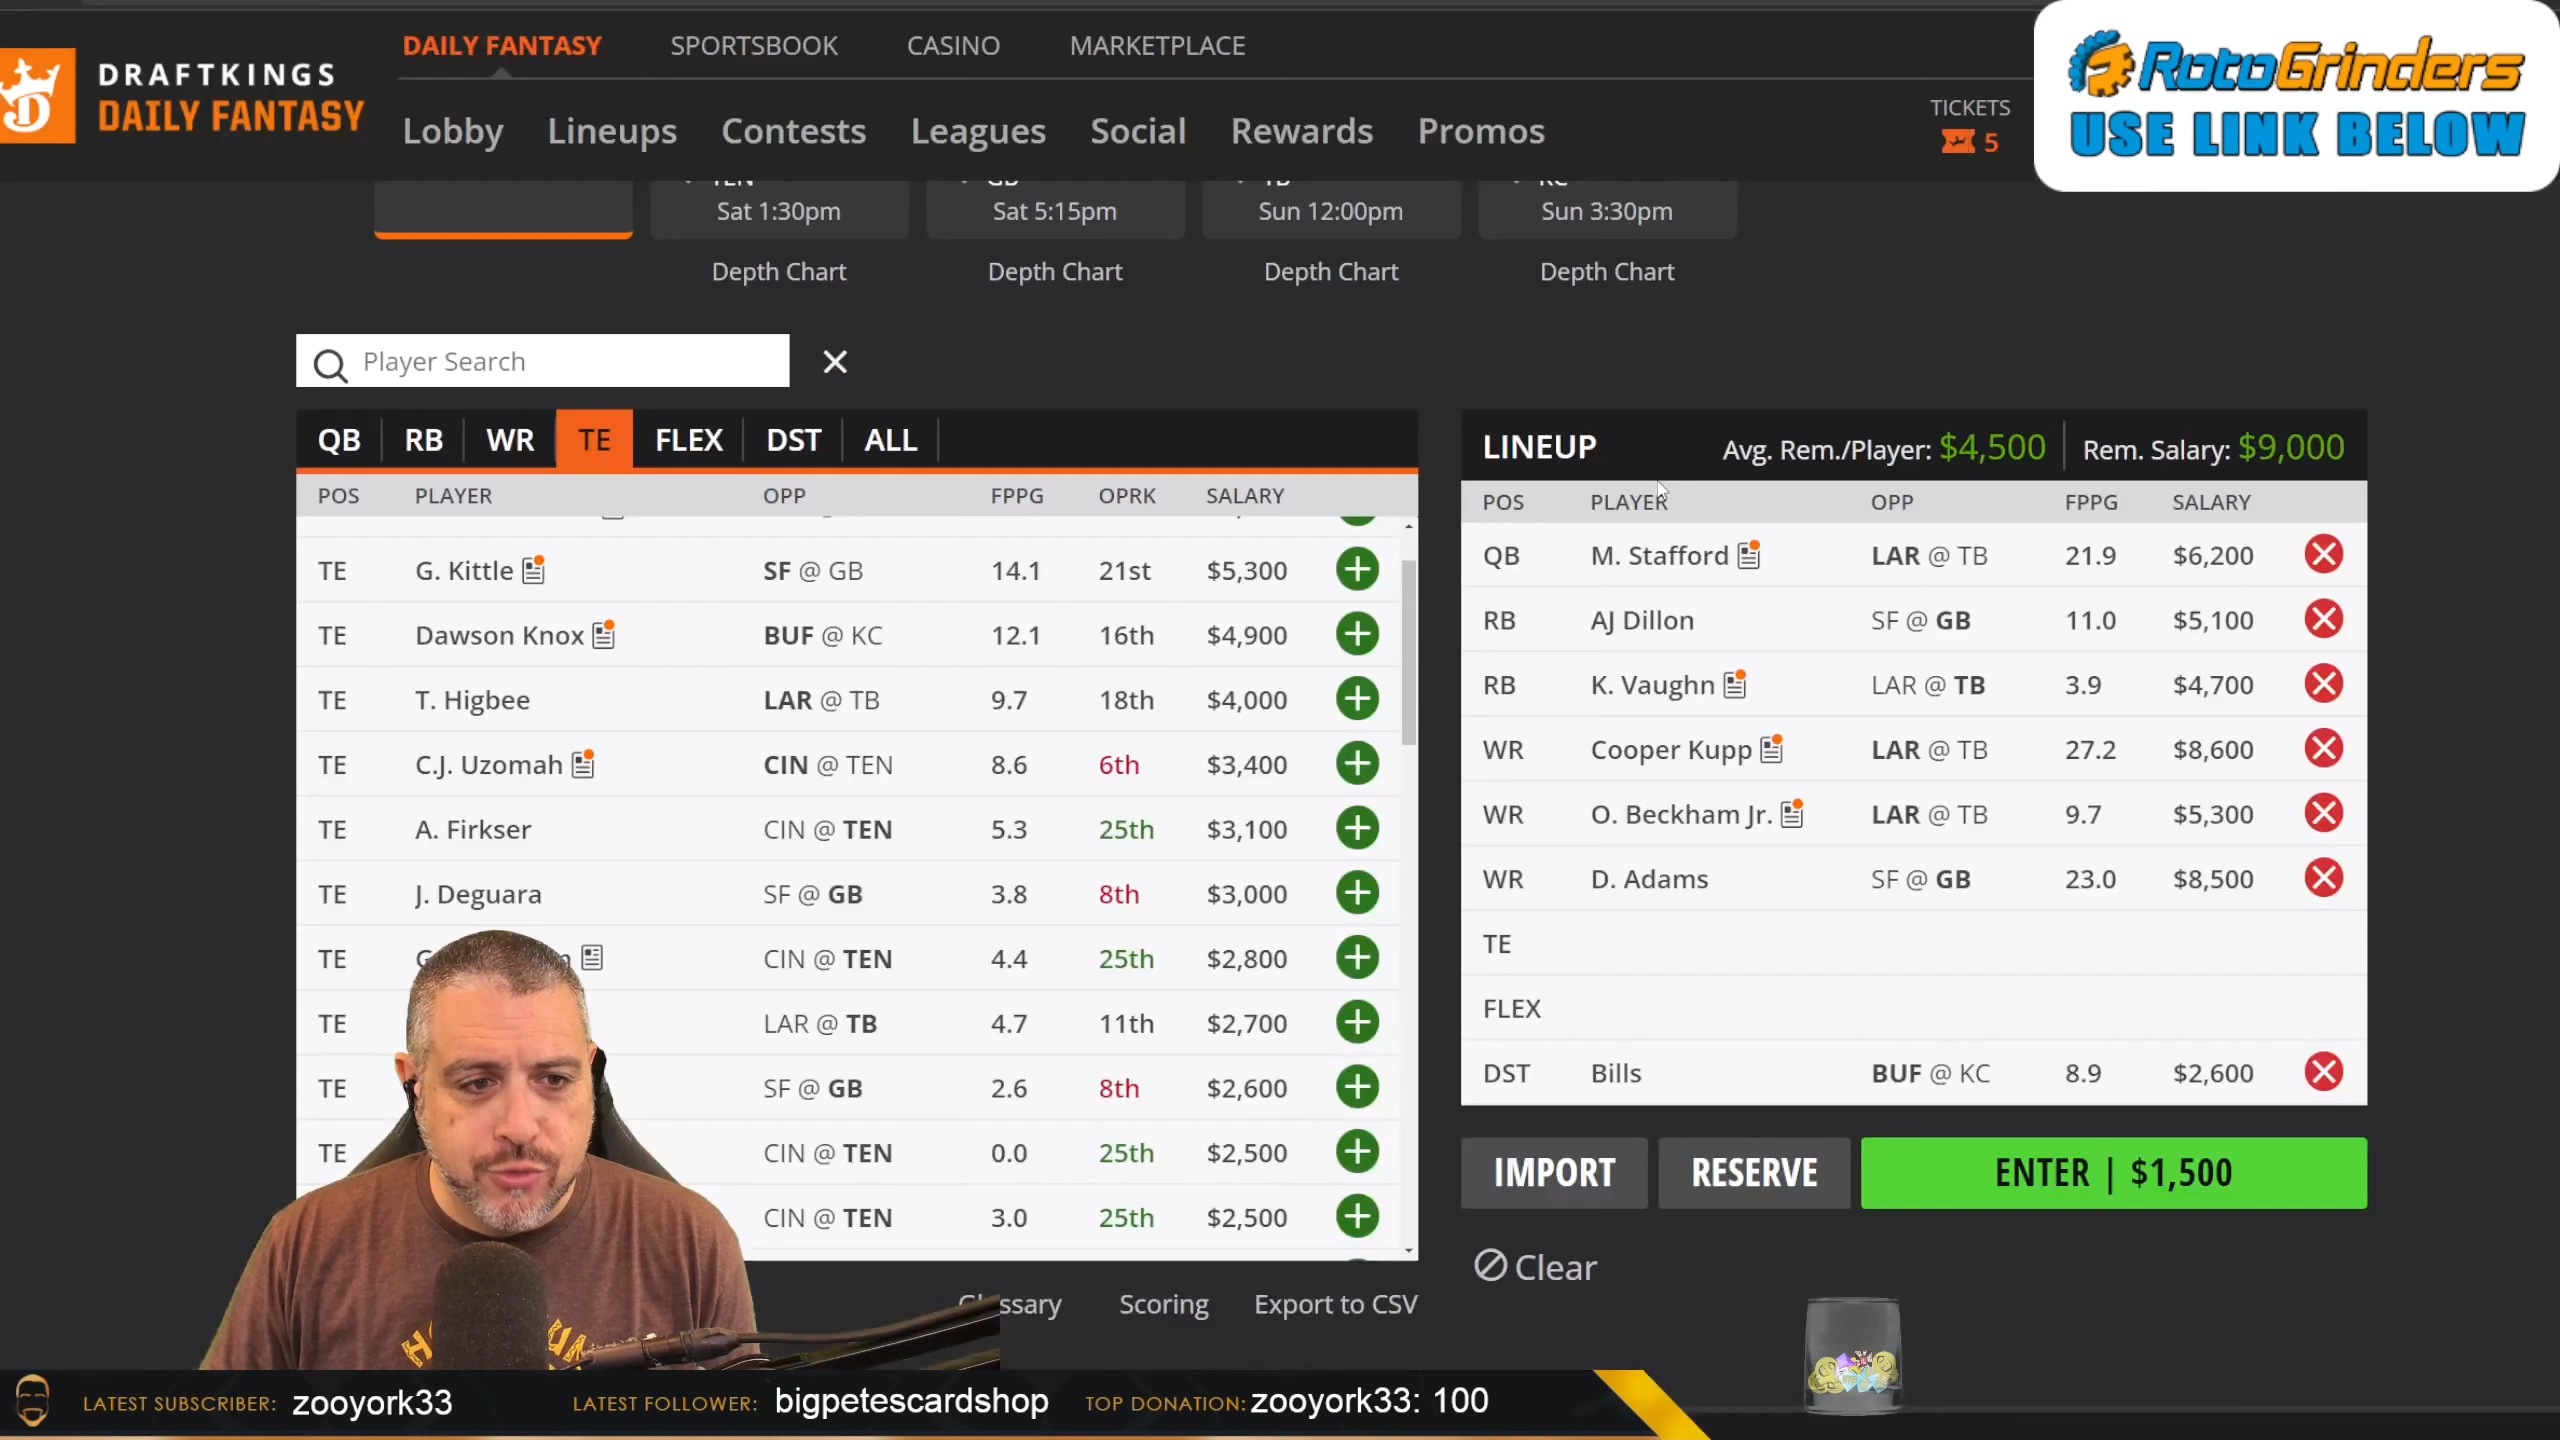 DAILY FANTASY SPORTSBOOK CASINO MARKETPLACE
DRAFTKINGS
DAILY FANTASY
Lobby Lineups Contests Leagues Social Rewards Promos
TICKETS
5
RotoGrinders
USE LINK BELOW
TEN GB TB KC
Sat 1:30pm Sat 5:15pm Sun 12:00pm Sun 3:30pm
Depth Chart Depth Chart Depth Chart Depth Chart
Player Search
QB RB WR TE FLEX DST ALL
POS PLAYER OPP FPPG OPRK SALARY
TE G. Kittle SF @ GB 14.1 21st $5,300
TE Dawson Knox BUF @ KC 12.1 16th $4,900
TE T. Higbee LAR @ TB 9.7 18th $4,000
TE C.J. Uzomah CIN @ TEN 8.6 6th $3,400
TE A. Firkser CIN @ TEN 5.3 25th $3,100
TE J. Deguara SF @ GB 3.8 8th $3,000
TE CIN @ TEN 4.4 25th $2,800
TE LAR @ TB 4.7 11th $2,700
TE SF @ GB 2.6 8th $2,600
TE CIN @ TEN 0.0 25th $2,500
CIN @ TEN 3.0 25th $2,500
Glossary Scoring Export to CSV
LINEUP Avg. Rem./Player: $4,500 Rem. Salary: $9,000
POS PLAYER OPP FPPG SALARY
QB M. Stafford LAR @ TB 21.9 $6,200
RB AJ Dillon SF @ GB 11.0 $5,100
RB K. Vaughn LAR @ TB 3.9 $4,700
WR Cooper Kupp LAR @ TB 27.2 $8,600
WR O. Beckham Jr. LAR @ TB 9.7 $5,300
WR D. Adams SF @ GB 23.0 $8,500
TE
FLEX
DST Bills BUF @ KC 8.9 $2,600
IMPORT RESERVE ENTER | $1,500
Clear
LATEST SUBSCRIBER: zooyork33 LATEST FOLLOWER: bigpetescardshop TOP DONATION: zooyork33: 100